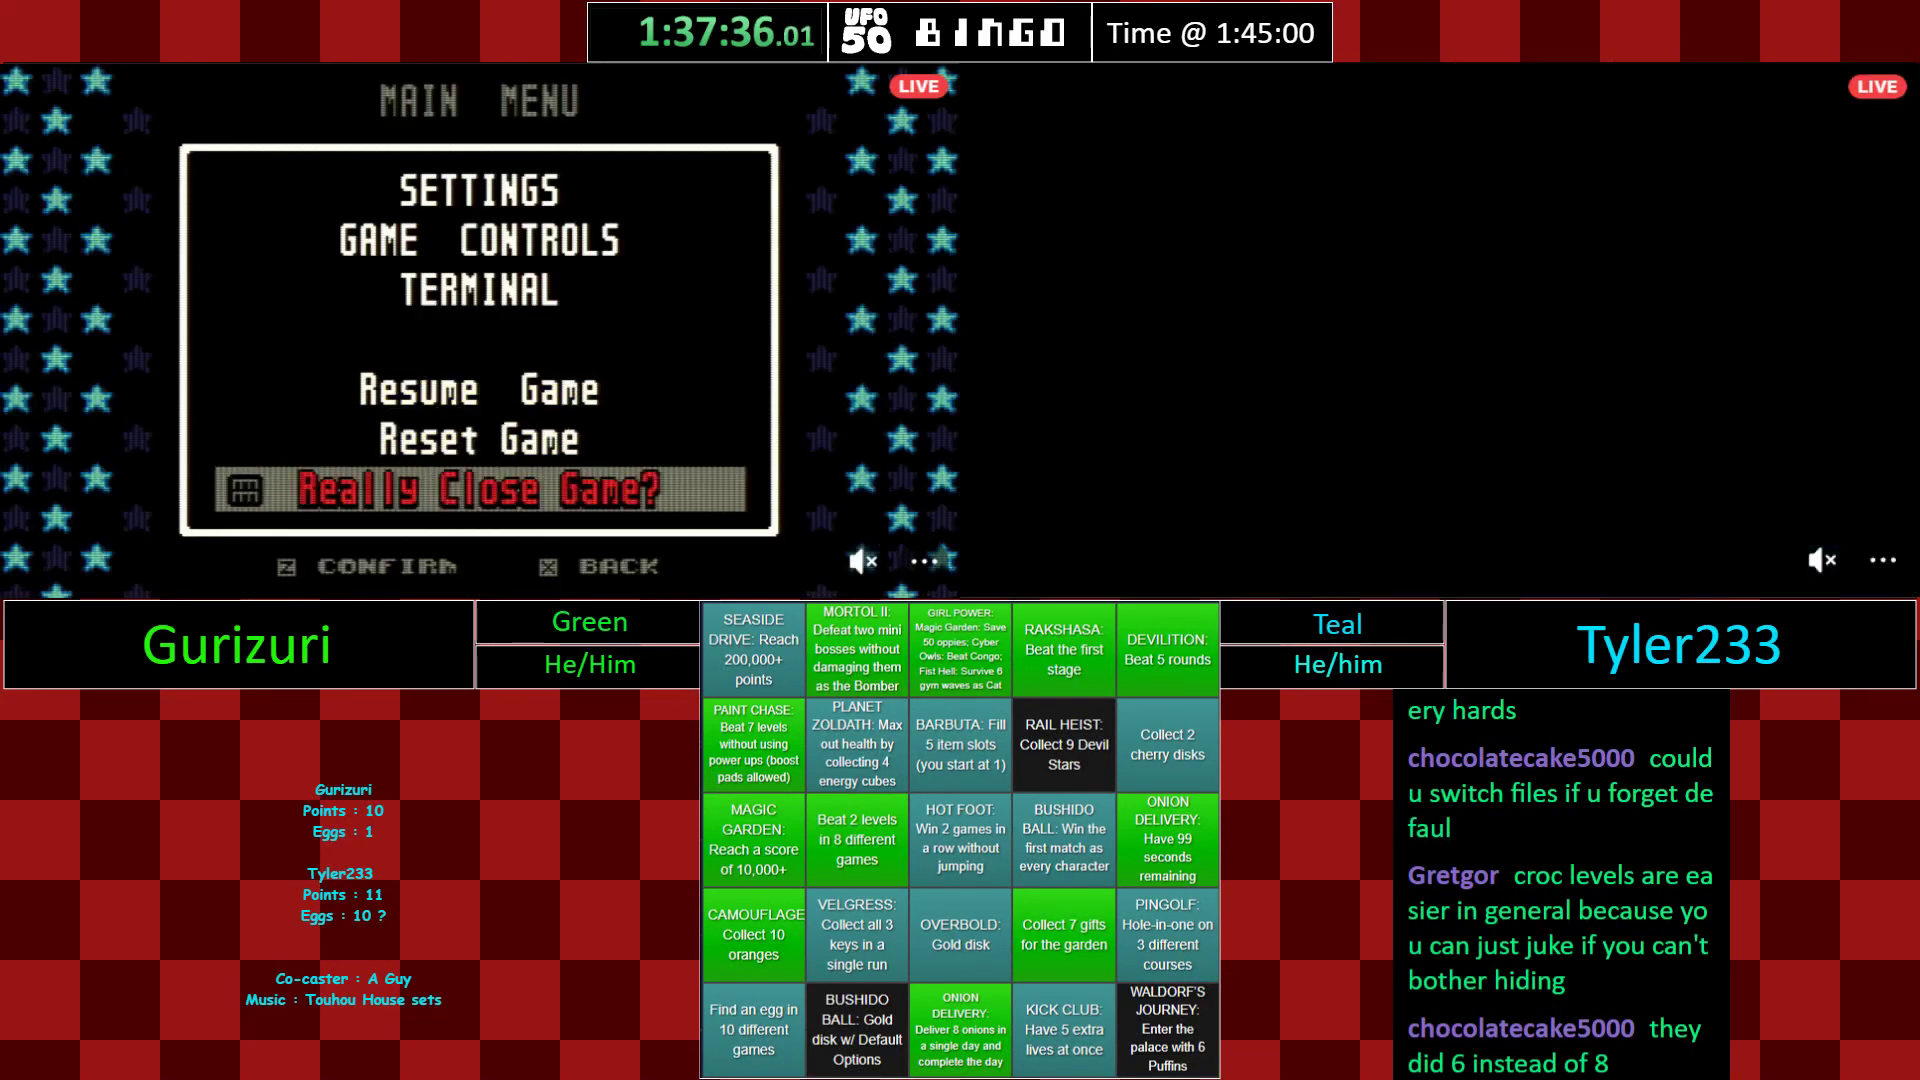 1:37:36.01
UFO 50
BINGO
Time @ 1:45:00
MAIN MENU
LIVE
LIVE
SETTINGS
GAME CONTROLS
TERMINAL
Resume Game
Reset Game
Really Close Game?
Z CONFIRM
X BACK
Gurizuri
Green
He/Him
Teal
He/him
Tyler233
SEASIDE
DRIVE: Reach
200,000+
points
MORTOL II:
Defeat two mini
bosses without
damaging them
as the Bomber
GIRL POWER:
Magic Garden: Save
50 oppies; Cyber
Owls: Beat Congo;
Fist Hell: Survive 6
gym waves as Cat
RAKSHASA:
Beat the first
stage
DEVILITION:
Beat 5 rounds
PAINT CHASE:
Beat 7 levels
without using
power ups (boost
pads allowed)
PLANET
ZOLDATH: Max
out health by
collecting 4
energy cubes
BARBUTA: Fill
5 item slots
(you start at 1)
RAIL HEIST:
Collect 9 Devil
Stars
Collect 2
cherry disks
MAGIC
GARDEN:
Reach a score
of 10,000+
Beat 2 levels
in 8 different
games
HOT FOOT:
Win 2 games in
a row without
jumping
BUSHIDO
BALL: Win the
first match as
every character
ONION
DELIVERY:
Have 99
seconds
remaining
CAMOUFLAGE
Collect 10
oranges
VELGRESS:
Collect all 3
keys in a
single run
OVERBOLD:
Gold disk
Collect 7 gifts
for the garden
PINGOLF:
Hole-in-one on
3 different
courses
Find an egg in
10 different
games
BUSHIDO
BALL: Gold
disk w/ Default
Options
ONION
DELIVERY:
Deliver 8 onions in
a single day and
complete the day
KICK CLUB:
Have 5 extra
lives at once
WALDORF'S
JOURNEY:
Enter the
palace with 6
Puffins
Gurizuri
Points : 10
Eggs : 1
Tyler233
Points : 11
Eggs : 10 ?
Co-caster : A Guy
Music : Touhou House sets
ery hards
chocolatecake5000 could
u switch files if u forget de
faul
Gretgor croc levels are ea
sier in general because yo
u can just juke if you can't
bother hiding
chocolatecake5000 they
did 6 instead of 8